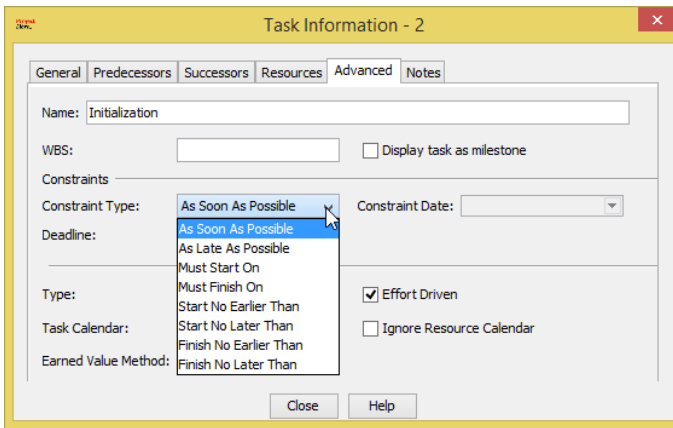 Task Information - 2
General Predecessors Successors Resources Advanced Notes
Name: Initialization
WBS: Display task as milestone
Constraints
Constraint Type: As Soon As Possible Constraint Date:
Deadline:
As Soon As Possible
As Late As Possible
Must Start On
Must Finish On
Start No Earlier Than
Start No Later Than
Finish No Earlier Than
Finish No Later Than
Type: Effort Driven
Task Calendar: Ignore Resource Calendar
Earned Value Method:
Close Help